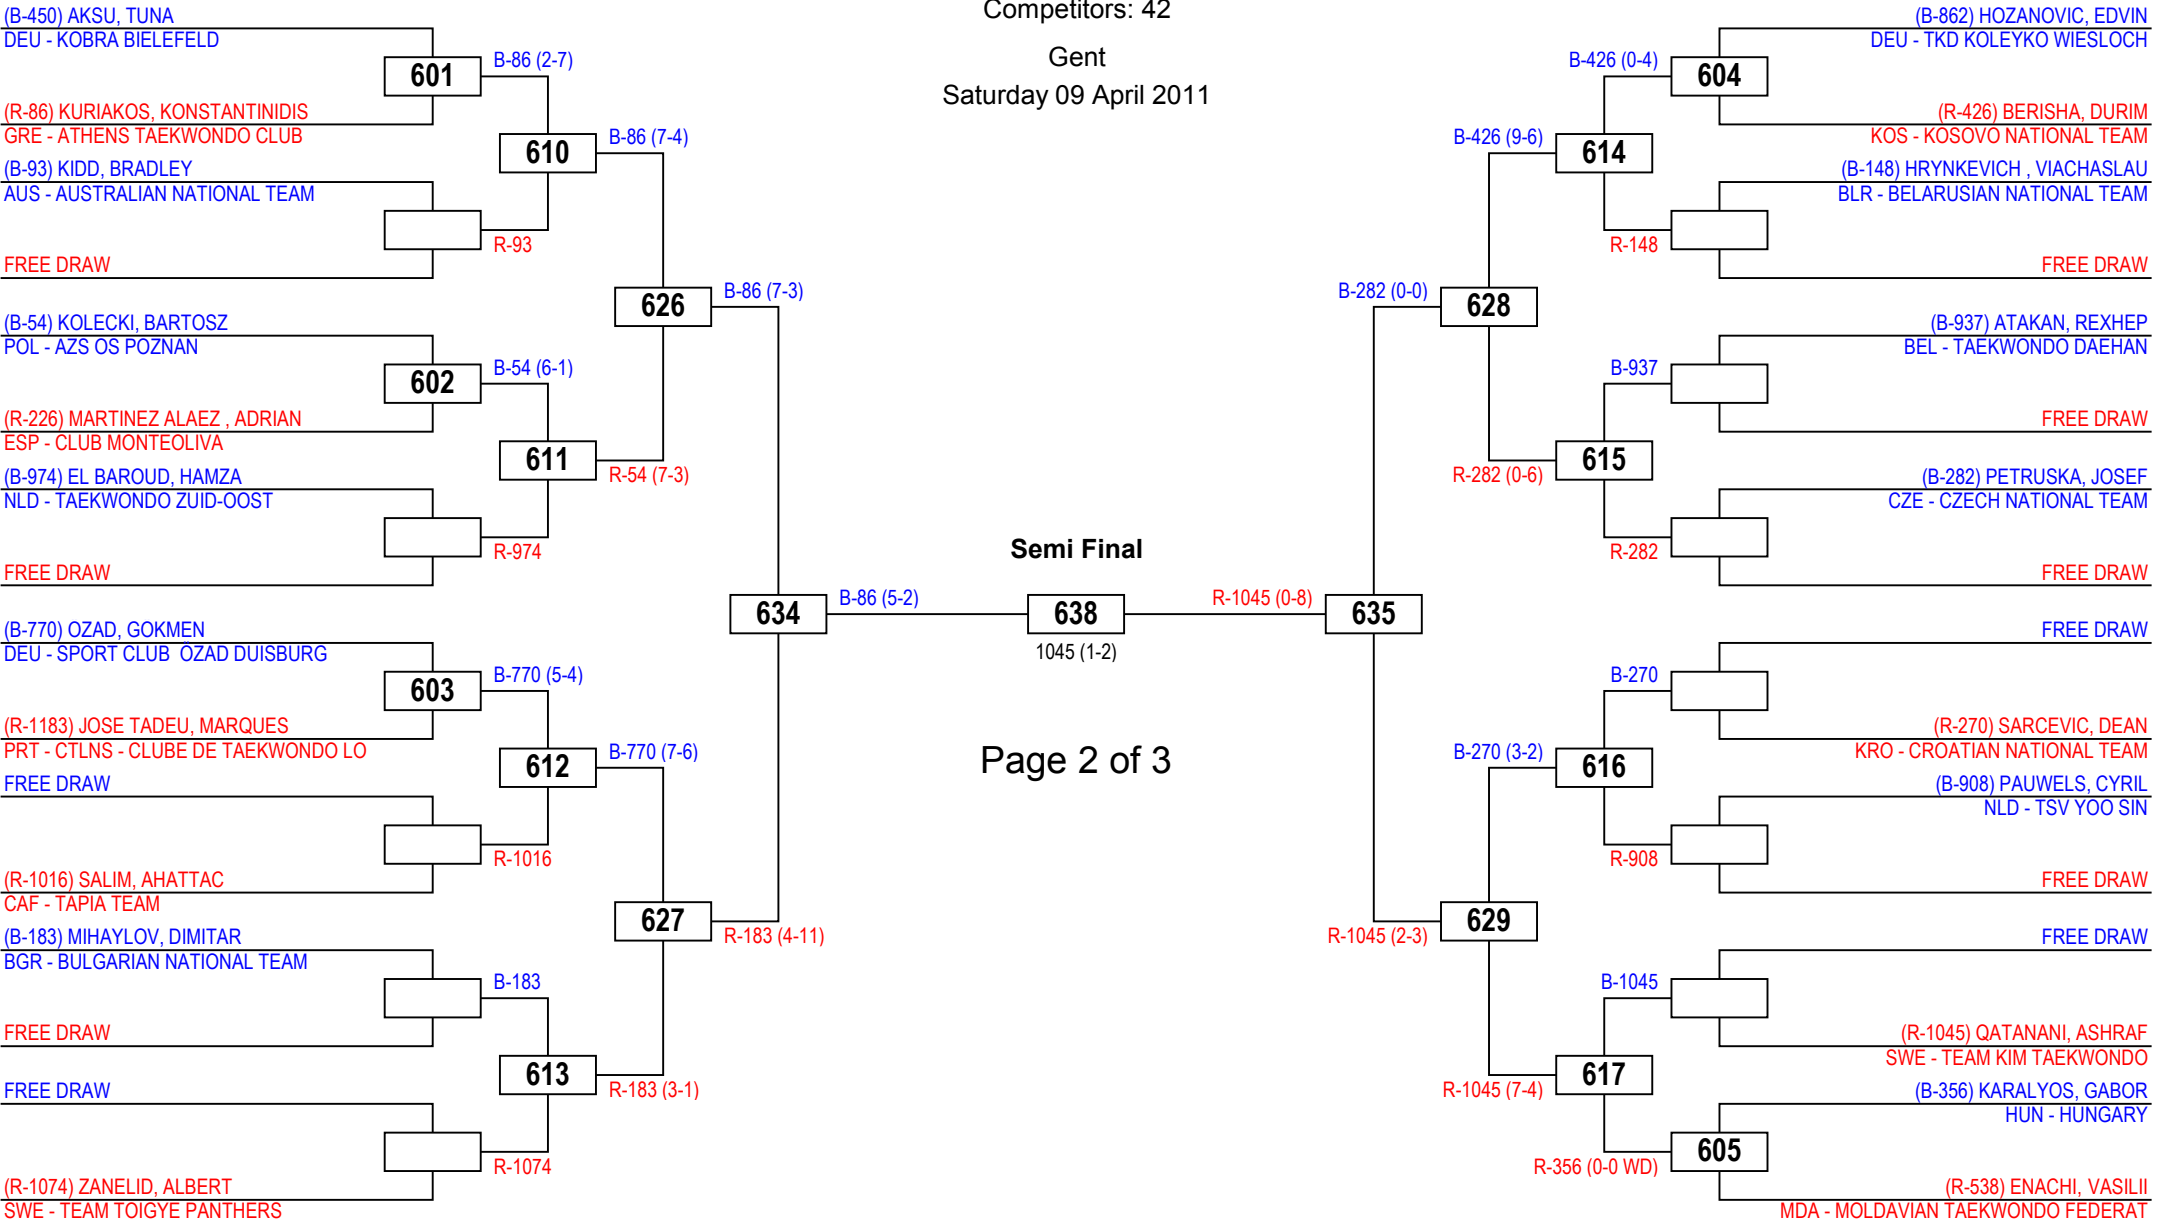 Competitors: 42
Gent
Saturday 09 April 2011
(B-450) AKSU, TUNA
DEU - KOBRA BIELEFELD
601
B-86 (2-7)
(R-86) KURIAKOS, KONSTANTINIDIS
GRE - ATHENS TAEKWONDO CLUB
610
B-86 (7-4)
(B-93) KIDD, BRADLEY
AUS - AUSTRALIAN NATIONAL TEAM
R-93
FREE DRAW
626
B-86 (7-3)
(B-54) KOLECKI, BARTOSZ
POL - AZS OS POZNAN
602
B-54 (6-1)
(R-226) MARTINEZ ALAEZ , ADRIAN
ESP - CLUB MONTEOLIVA
611
R-54 (7-3)
(B-974) EL BAROUD, HAMZA
NLD - TAEKWONDO ZUID-OOST
R-974
FREE DRAW
634
B-86 (5-2)
(B-770) OZAD, GOKMEN
DEU - SPORT CLUB  ÖZAD DUISBURG
603
B-770 (5-4)
(R-1183) JOSE TADEU, MARQUES
PRT - CTLNS - CLUBE DE TAEKWONDO LO
612
B-770 (7-6)
FREE DRAW
R-1016
(R-1016) SALIM, AHATTAC
CAF - TAPIA TEAM
627
R-183 (4-11)
(B-183) MIHAYLOV, DIMITAR
BGR - BULGARIAN NATIONAL TEAM
B-183
FREE DRAW
613
R-183 (3-1)
FREE DRAW
R-1074
(R-1074) ZANELID, ALBERT
SWE - TEAM TOIGYE PANTHERS
Semi Final
638
1045 (1-2)
Page 2 of 3
(B-862) HOZANOVIC, EDVIN
DEU - TKD KOLEYKO WIESLOCH
B-426 (0-4)
604
(R-426) BERISHA, DURIM
KOS - KOSOVO NATIONAL TEAM
B-426 (9-6)
614
(B-148) HRYNKEVICH , VIACHASLAU
BLR - BELARUSIAN NATIONAL TEAM
R-148
FREE DRAW
B-282 (0-0)
628
(B-937) ATAKAN, REXHEP
BEL - TAEKWONDO DAEHAN
B-937
FREE DRAW
R-282 (0-6)
615
(B-282) PETRUSKA, JOSEF
CZE - CZECH NATIONAL TEAM
R-282
FREE DRAW
R-1045 (0-8)
635
FREE DRAW
B-270
(R-270) SARCEVIC, DEAN
KRO - CROATIAN NATIONAL TEAM
B-270 (3-2)
616
(B-908) PAUWELS, CYRIL
NLD - TSV YOO SIN
R-908
FREE DRAW
R-1045 (2-3)
629
FREE DRAW
B-1045
(R-1045) QATANANI, ASHRAF
SWE - TEAM KIM TAEKWONDO
R-1045 (7-4)
617
(B-356) KARALYOS, GABOR
HUN - HUNGARY
R-356 (0-0 WD)
605
(R-538) ENACHI, VASILII
MDA - MOLDAVIAN TAEKWONDO FEDERAT